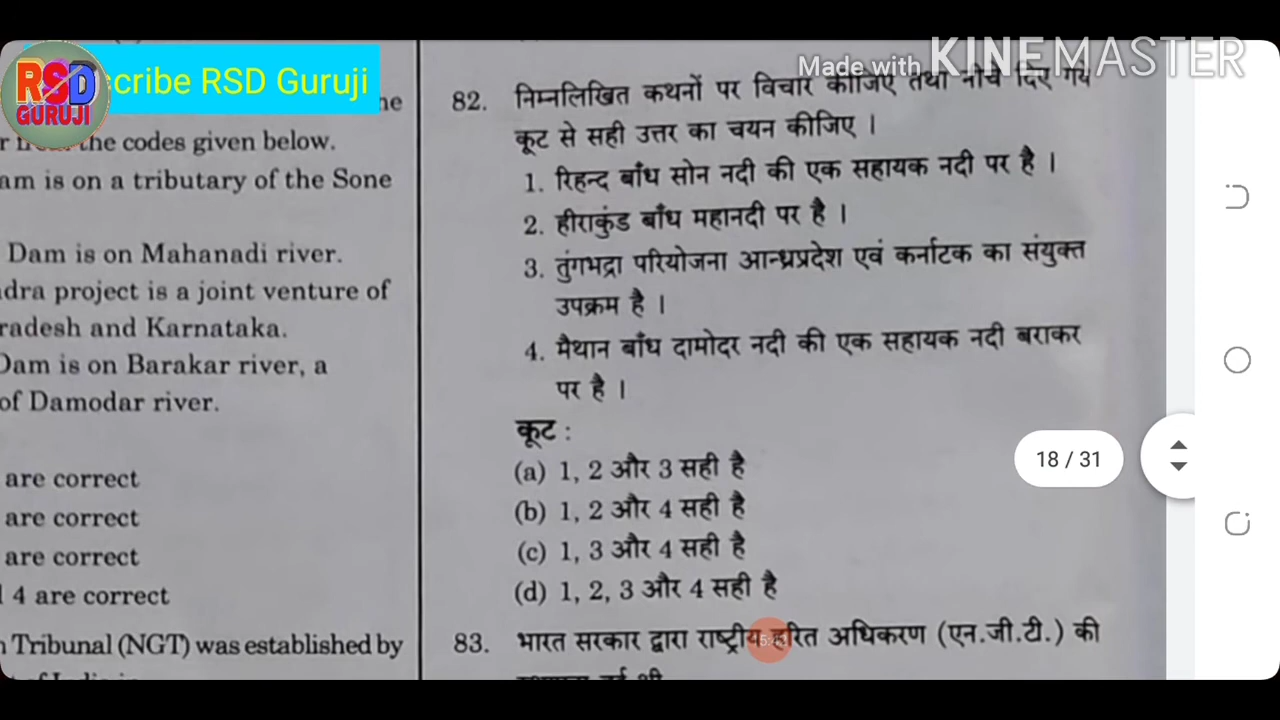 Made with KINEMASTER
RSD
GURUJI
cribe RSD Guruji
the codes given below.
am is on a tributary of the Sone
Dam is on Mahanadi river.
dra project is a joint venture of
radesh and Karnataka.
Dam is on Barakar river, a
of Damodar river.
are correct
are correct
are correct
4 are correct
Tribunal (NGT) was established by
82. निम्नलिखित कथनों पर विचार कीजिए तथा नीचे दिए गये
कूट से सही उत्तर का चयन कीजिए ।
1. रिहन्द बाँध सोन नदी की एक सहायक नदी पर है ।
2. हीराकुंड बाँध महानदी पर है ।
3. तुंगभद्रा परियोजना आन्ध्रप्रदेश एवं कर्नाटक का संयुक्त
उपक्रम है ।
4. मैथान बाँध दामोदर नदी की एक सहायक नदी बराकर
पर है ।
कूट :
(a) 1, 2 और 3 सही है
(b) 1, 2 और 4 सही है
(c) 1, 3 और 4 सही है
(d) 1, 2, 3 और 4 सही है
83. भारत सरकार द्वारा राष्ट्रीय हरित अधिकरण (एन.जी.टी.) की
18 / 31